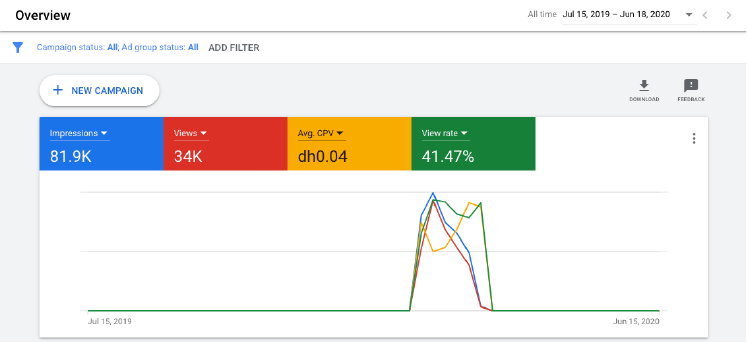 Overview
All time Jul 15, 2019 – Jun 18, 2020
Campaign status: All; Ad group status: All ADD FILTER
NEW CAMPAIGN
DOWNLOAD FEEDBACK
Impressions Views Avg. CPV View rate
81.9K 34K dh0.04 41.47%
Jul 15, 2019 Jun 15, 2020